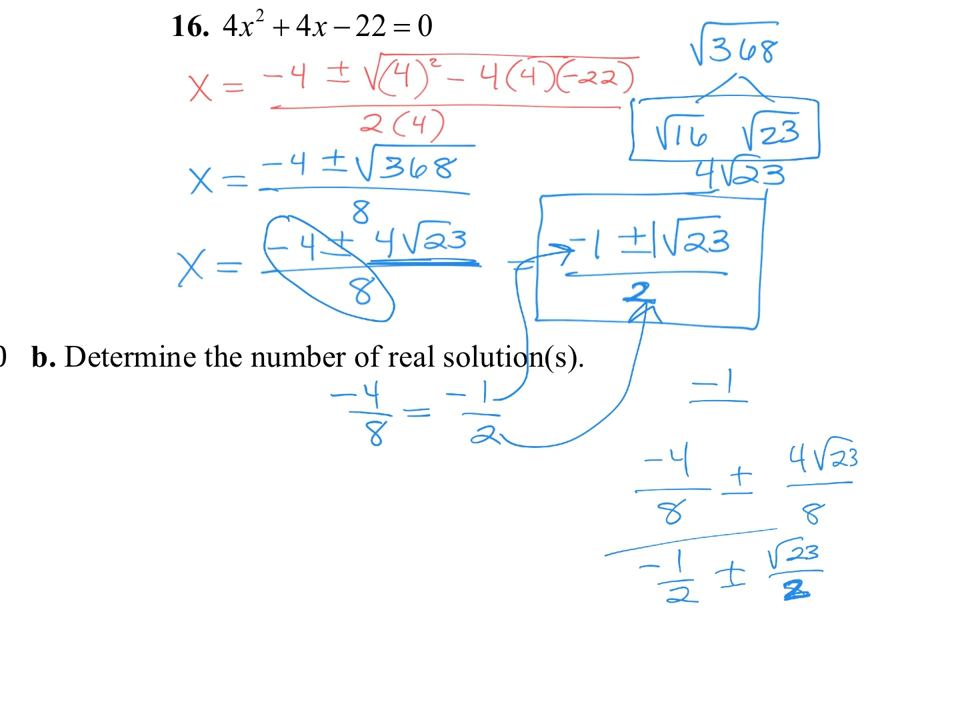 16. 4x² + 4x − 22 = 0
√368
x = (-4 ± √((4)² - 4(4)(-22))) / 2(4)
√16 √23
4√23
x = (-4 ± √368) / 8
x = (-4 ± 4√23) / 8 = (-1 ± 1√23) / 2
) b. Determine the number of real solution(s).
-4/8 = -1/2
-1
-4/8 ± 4√23/8
-1/2 ± √23/2